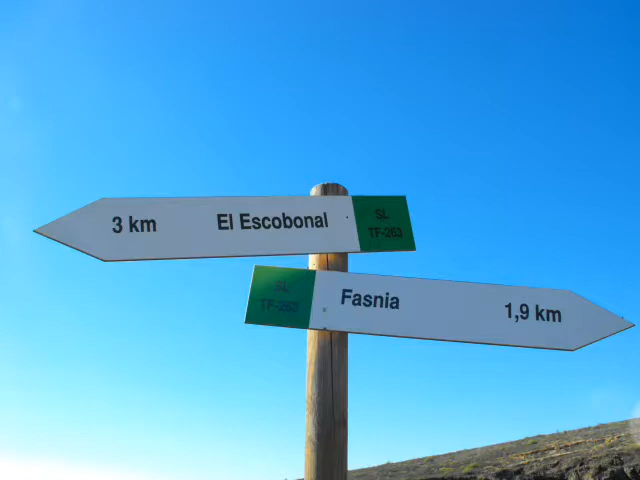 3 km El Escobonal SL
TF-263
SL
TF-263
Fasnia 1,9 km